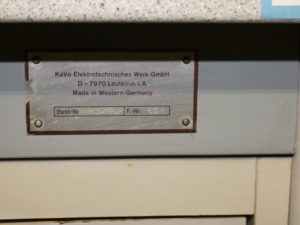 KaVo Elektrotechnisches Werk GmbH
D – 7970 Leutkirch i. A.
Made in Western-Germany
Best-Nr. F.-Nr.